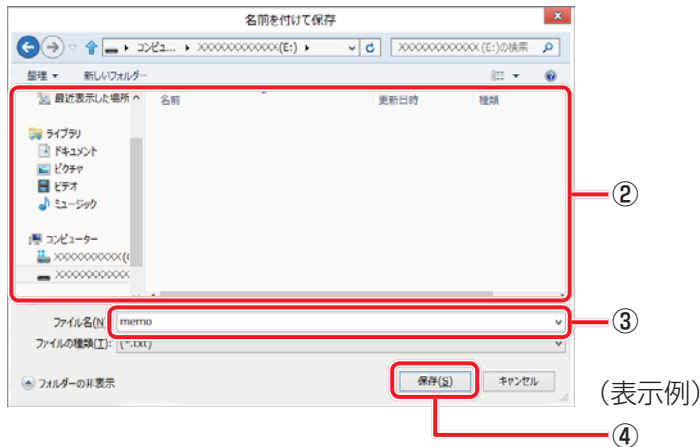 名前を付けて保存
コンピュ... ▸ XXXXXXXXXXXXX(E:) ▸ XXXXXXXXXXXXX (E:)の検索
整理 新しいフォルダー
最近表示した場所 名前 更新日時 種類
ライブラリ
ドキュメント
ピクチャ
ビデオ
ミュージック
②
コンピューター
XXXXXXXXXXX(
XXXXXXXXXXXX
ファイル名(N) memo
③
ファイルの種類(T): (*.txt)
フォルダーの非表示 保存(S) キャンセル
(表示例)
④